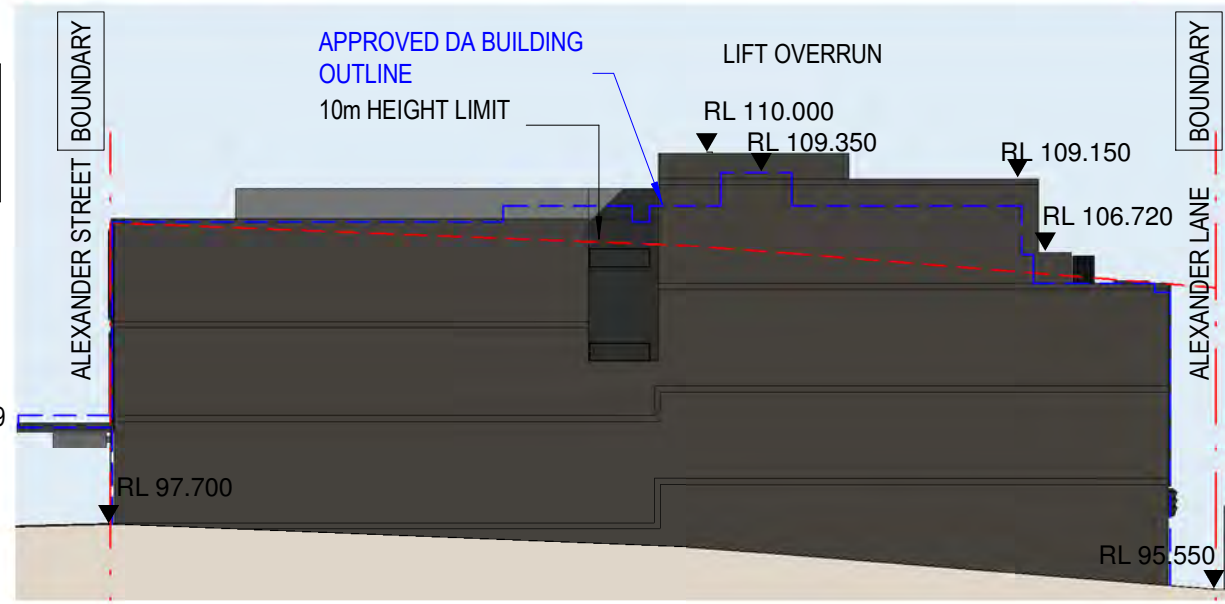 BOUNDARY
ALEXANDER STREET
APPROVED DA BUILDING
OUTLINE
10m HEIGHT LIMIT
LIFT OVERRUN
RL 110.000
RL 109.350
RL 109.150
RL 106.720
BOUNDARY
ALEXANDER LANE
9
RL 97.700
RL 95.550